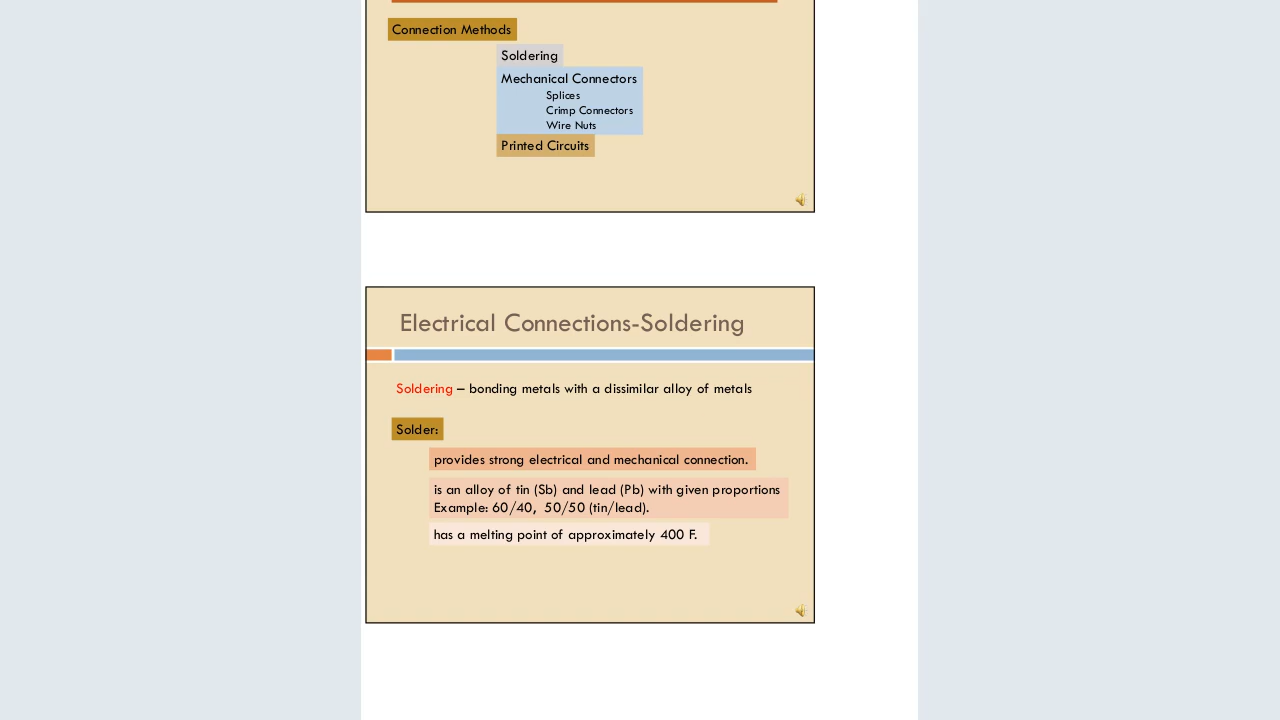 Connection Methods
Soldering
Mechanical Connectors
Splices
Crimp Connectors
Wire Nuts
Printed Circuits
Electrical Connections-Soldering
Soldering – bonding metals with a dissimilar alloy of metals
Solder:
provides strong electrical and mechanical connection.
is an alloy of tin (Sb) and lead (Pb) with given proportions
Example: 60/40, 50/50 (tin/lead).
has a melting point of approximately 400 F.